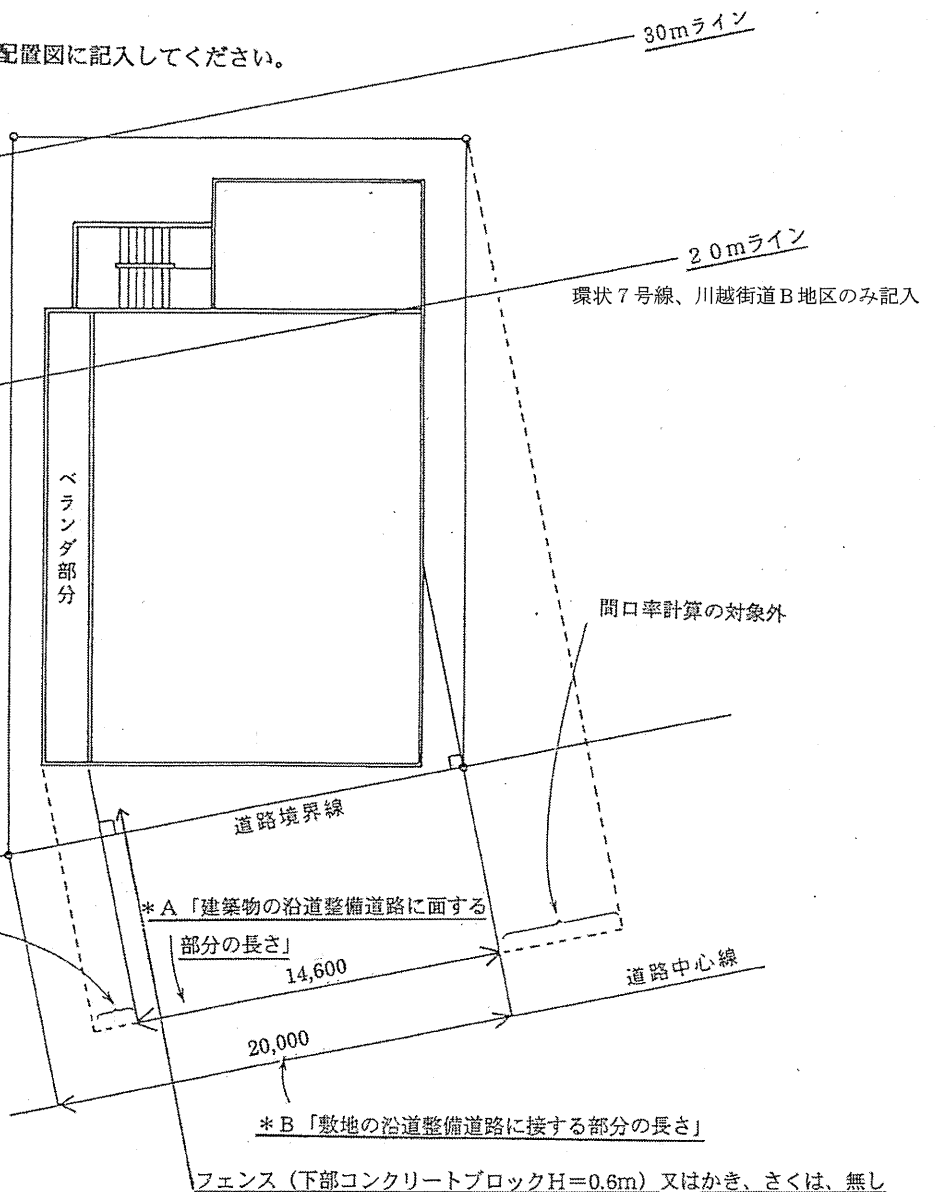 配置図に記入してください。
30mライン
20mライン
環状7号線、川越街道B地区のみ記入
ベランダ部分
間口率計算の対象外
道路境界線
*A「建築物の沿道整備道路に面する
部分の長さ」
14,600
道路中心線
20,000
*B「敷地の沿道整備道路に接する部分の長さ」
フェンス(下部コンクリートブロックH=0.6m)又はかき、さくは、無し